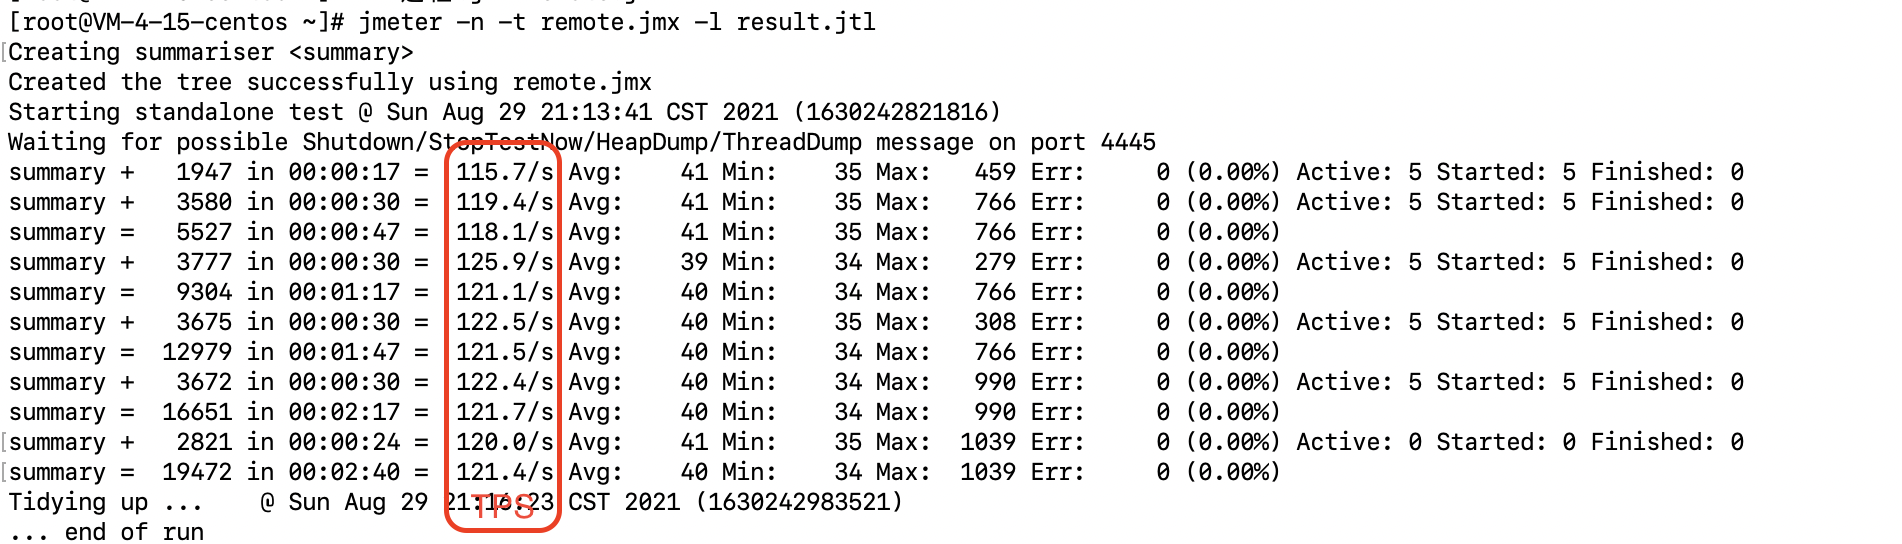 [root@VM-4-15-centos ~]# jmeter -n -t remote.jmx -l result.jtl
Creating summariser <summary>
Created the tree successfully using remote.jmx
Starting standalone test @ Sun Aug 29 21:13:41 CST 2021 (1630242821816)
Waiting for possible Shutdown/StopTestNow/HeapDump/ThreadDump message on port 4445
summary +   1947 in 00:00:17 =  115.7/s Avg:    41 Min:    35 Max:   459 Err:     0 (0.00%) Active: 5 Started: 5 Finished: 0
summary +   3580 in 00:00:30 =  119.4/s Avg:    41 Min:    35 Max:   766 Err:     0 (0.00%) Active: 5 Started: 5 Finished: 0
summary =   5527 in 00:00:47 =  118.1/s Avg:    41 Min:    35 Max:   766 Err:     0 (0.00%)
summary +   3777 in 00:00:30 =  125.9/s Avg:    39 Min:    34 Max:   279 Err:     0 (0.00%) Active: 5 Started: 5 Finished: 0
summary =   9304 in 00:01:17 =  121.1/s Avg:    40 Min:    34 Max:   766 Err:     0 (0.00%)
summary +   3675 in 00:00:30 =  122.5/s Avg:    40 Min:    35 Max:   308 Err:     0 (0.00%) Active: 5 Started: 5 Finished: 0
summary =  12979 in 00:01:47 =  121.5/s Avg:    40 Min:    34 Max:   766 Err:     0 (0.00%)
summary +   3672 in 00:00:30 =  122.4/s Avg:    40 Min:    34 Max:   990 Err:     0 (0.00%) Active: 5 Started: 5 Finished: 0
summary =  16651 in 00:02:17 =  121.7/s Avg:    40 Min:    34 Max:   990 Err:     0 (0.00%)
summary +   2821 in 00:00:24 =  120.0/s Avg:    41 Min:    35 Max:  1039 Err:     0 (0.00%) Active: 0 Started: 0 Finished: 0
summary =  19472 in 00:02:40 =  121.4/s Avg:    40 Min:    34 Max:  1039 Err:     0 (0.00%)
Tidying up ...    @ Sun Aug 29 21:16:23 CST 2021 (1630242983521)
TPS
... end of run